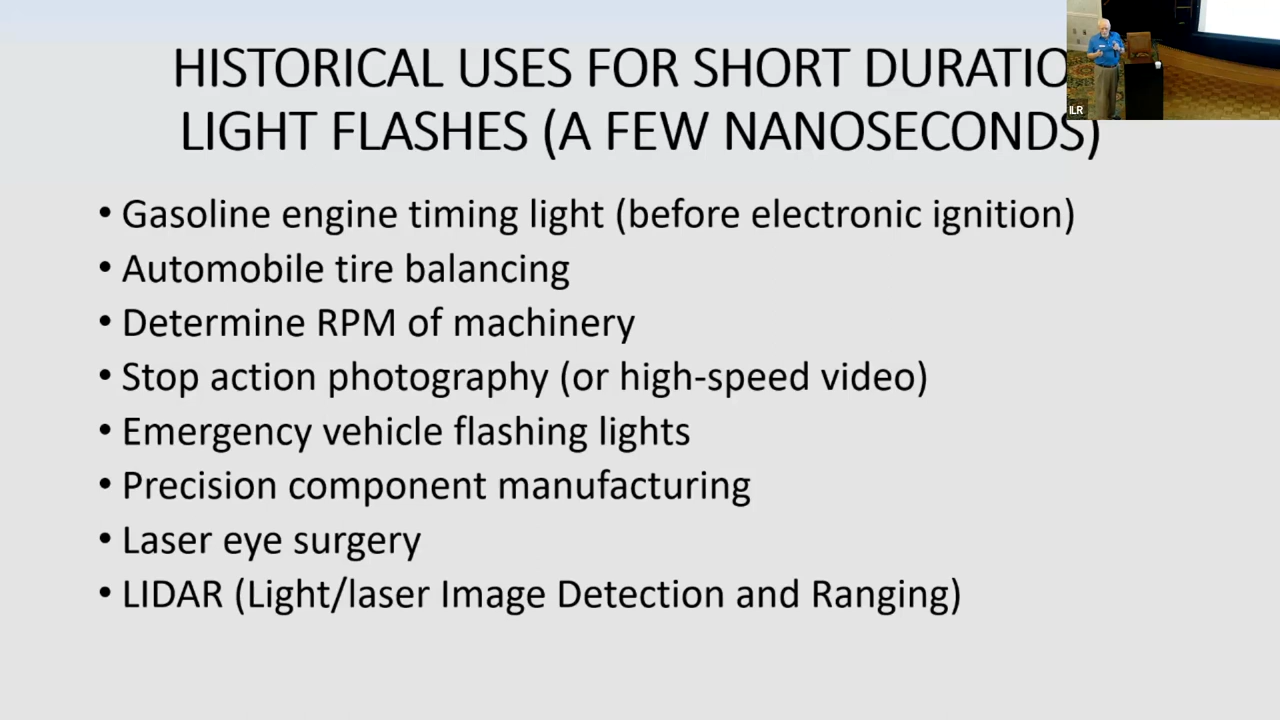 HISTORICAL USES FOR SHORT DURATIO
LIGHT FLASHES (A FEW NANOSECONDS)
• Gasoline engine timing light (before electronic ignition)
• Automobile tire balancing
• Determine RPM of machinery
• Stop action photography (or high-speed video)
• Emergency vehicle flashing lights
• Precision component manufacturing
• Laser eye surgery
• LIDAR (Light/laser Image Detection and Ranging)
ILR